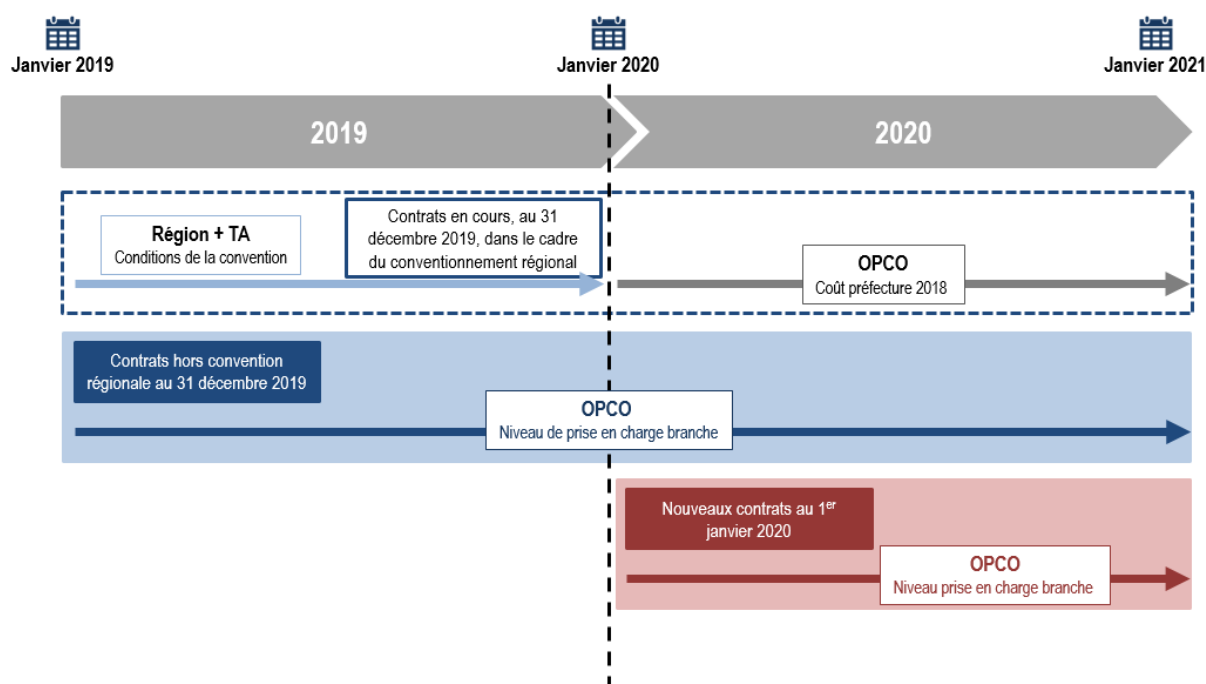 Janvier 2019
Janvier 2020
Janvier 2021
2019
2020
Région + TA
Conditions de la convention
Contrats en cours, au 31
décembre 2019, dans le cadre
du conventionnement régional
OPCO
Coût préfecture 2018
Contrats hors convention
régionale au 31 décembre 2019
OPCO
Niveau de prise en charge branche
Nouveaux contrats au 1er
janvier 2020
OPCO
Niveau prise en charge branche